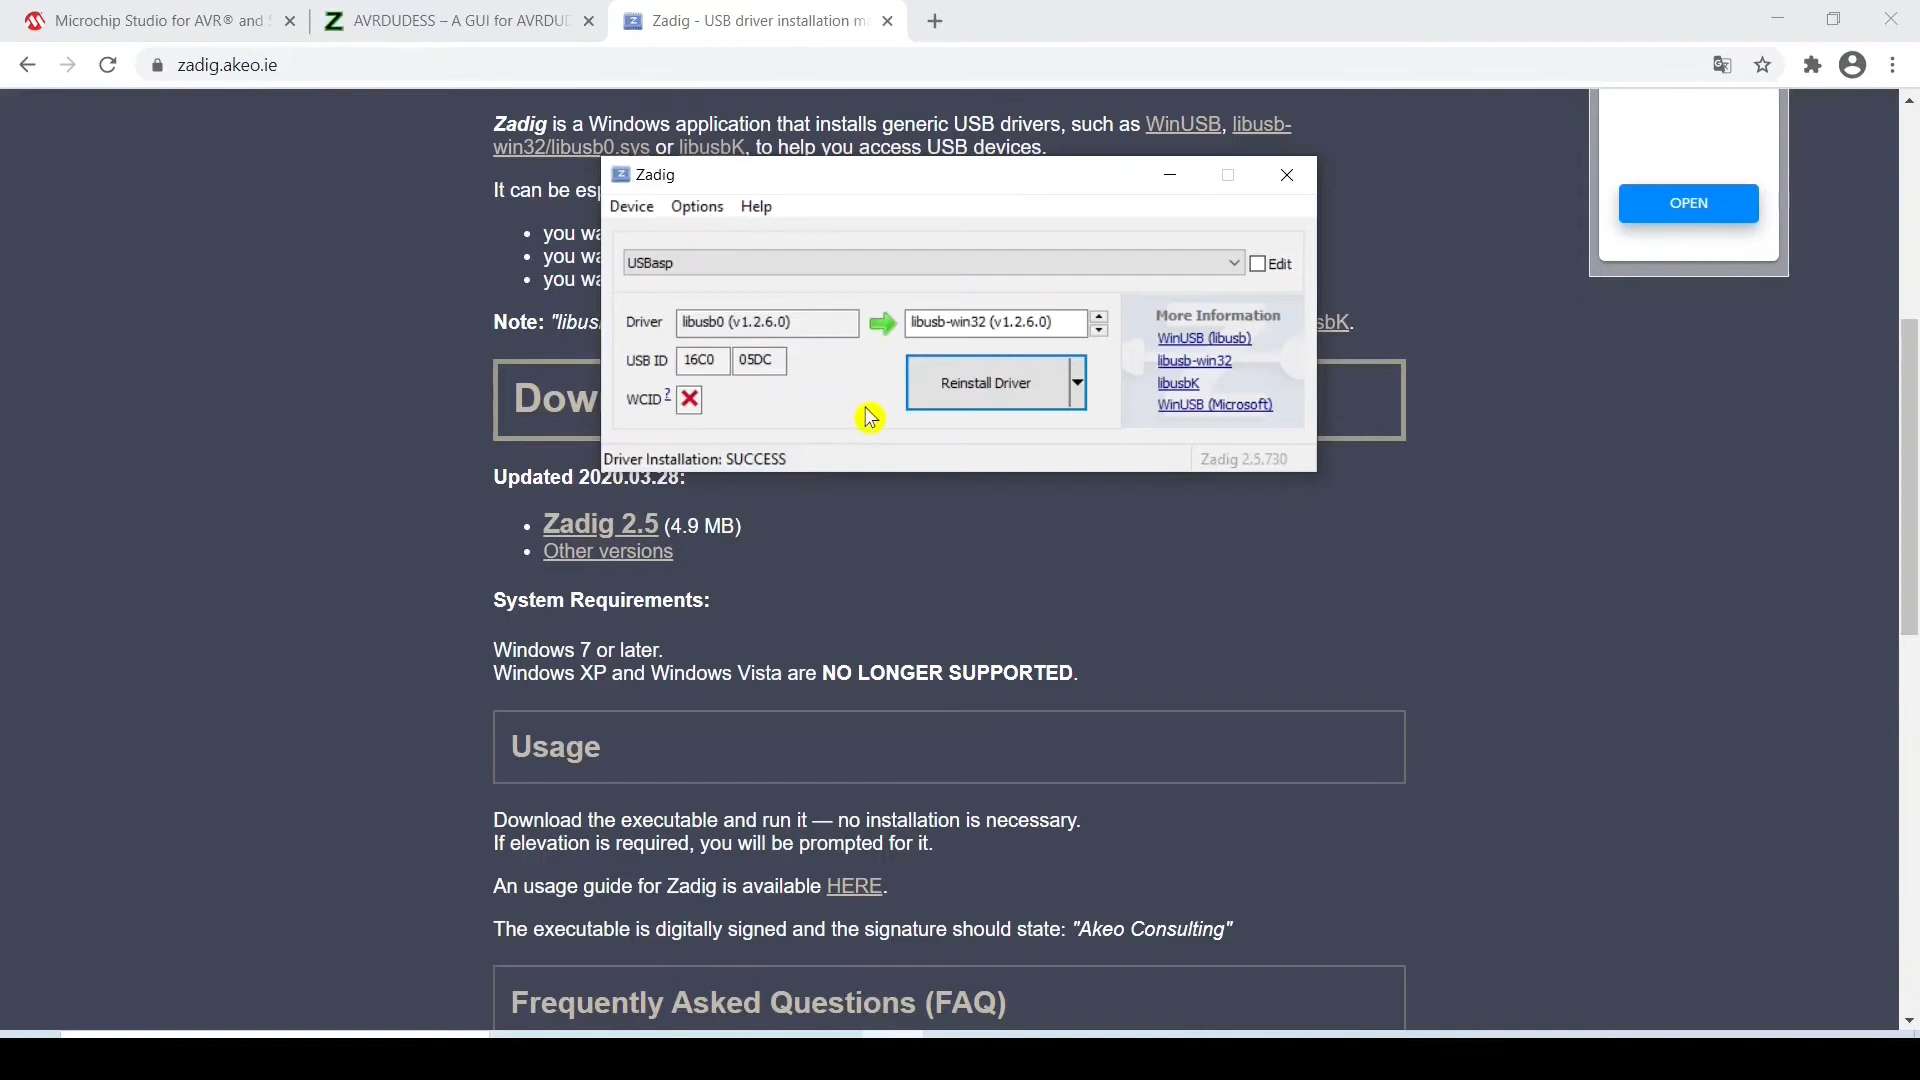 Microchip Studio for AVR® and
AVRDUDESS – A GUI for AVRDUD
Zadig - USB driver installation m
zadig.akeo.ie
Zadig is a Windows application that installs generic USB drivers, such as WinUSB, libusb-
win32/libusb0.sys or libusbK, to help you access USB devices.
It can be es
you wa
you wa
you wa
Note: "libus
sbK.
OPEN
Zadig
Device Options Help
USBasp
Edit
Driver libusb0 (v1.2.6.0) libusb-win32 (v1.2.6.0)
USB ID 16C0 05DC
WCID ?
Reinstall Driver
More Information
WinUSB (libusb)
libusb-win32
libusbK
WinUSB (Microsoft)
Driver Installation: SUCCESS
Zadig 2.5.730
Dow
Updated 2020.03.28:
Zadig 2.5 (4.9 MB)
Other versions
System Requirements:
Windows 7 or later.
Windows XP and Windows Vista are NO LONGER SUPPORTED.
Usage
Download the executable and run it — no installation is necessary.
If elevation is required, you will be prompted for it.
An usage guide for Zadig is available HERE.
The executable is digitally signed and the signature should state: "Akeo Consulting"
Frequently Asked Questions (FAQ)